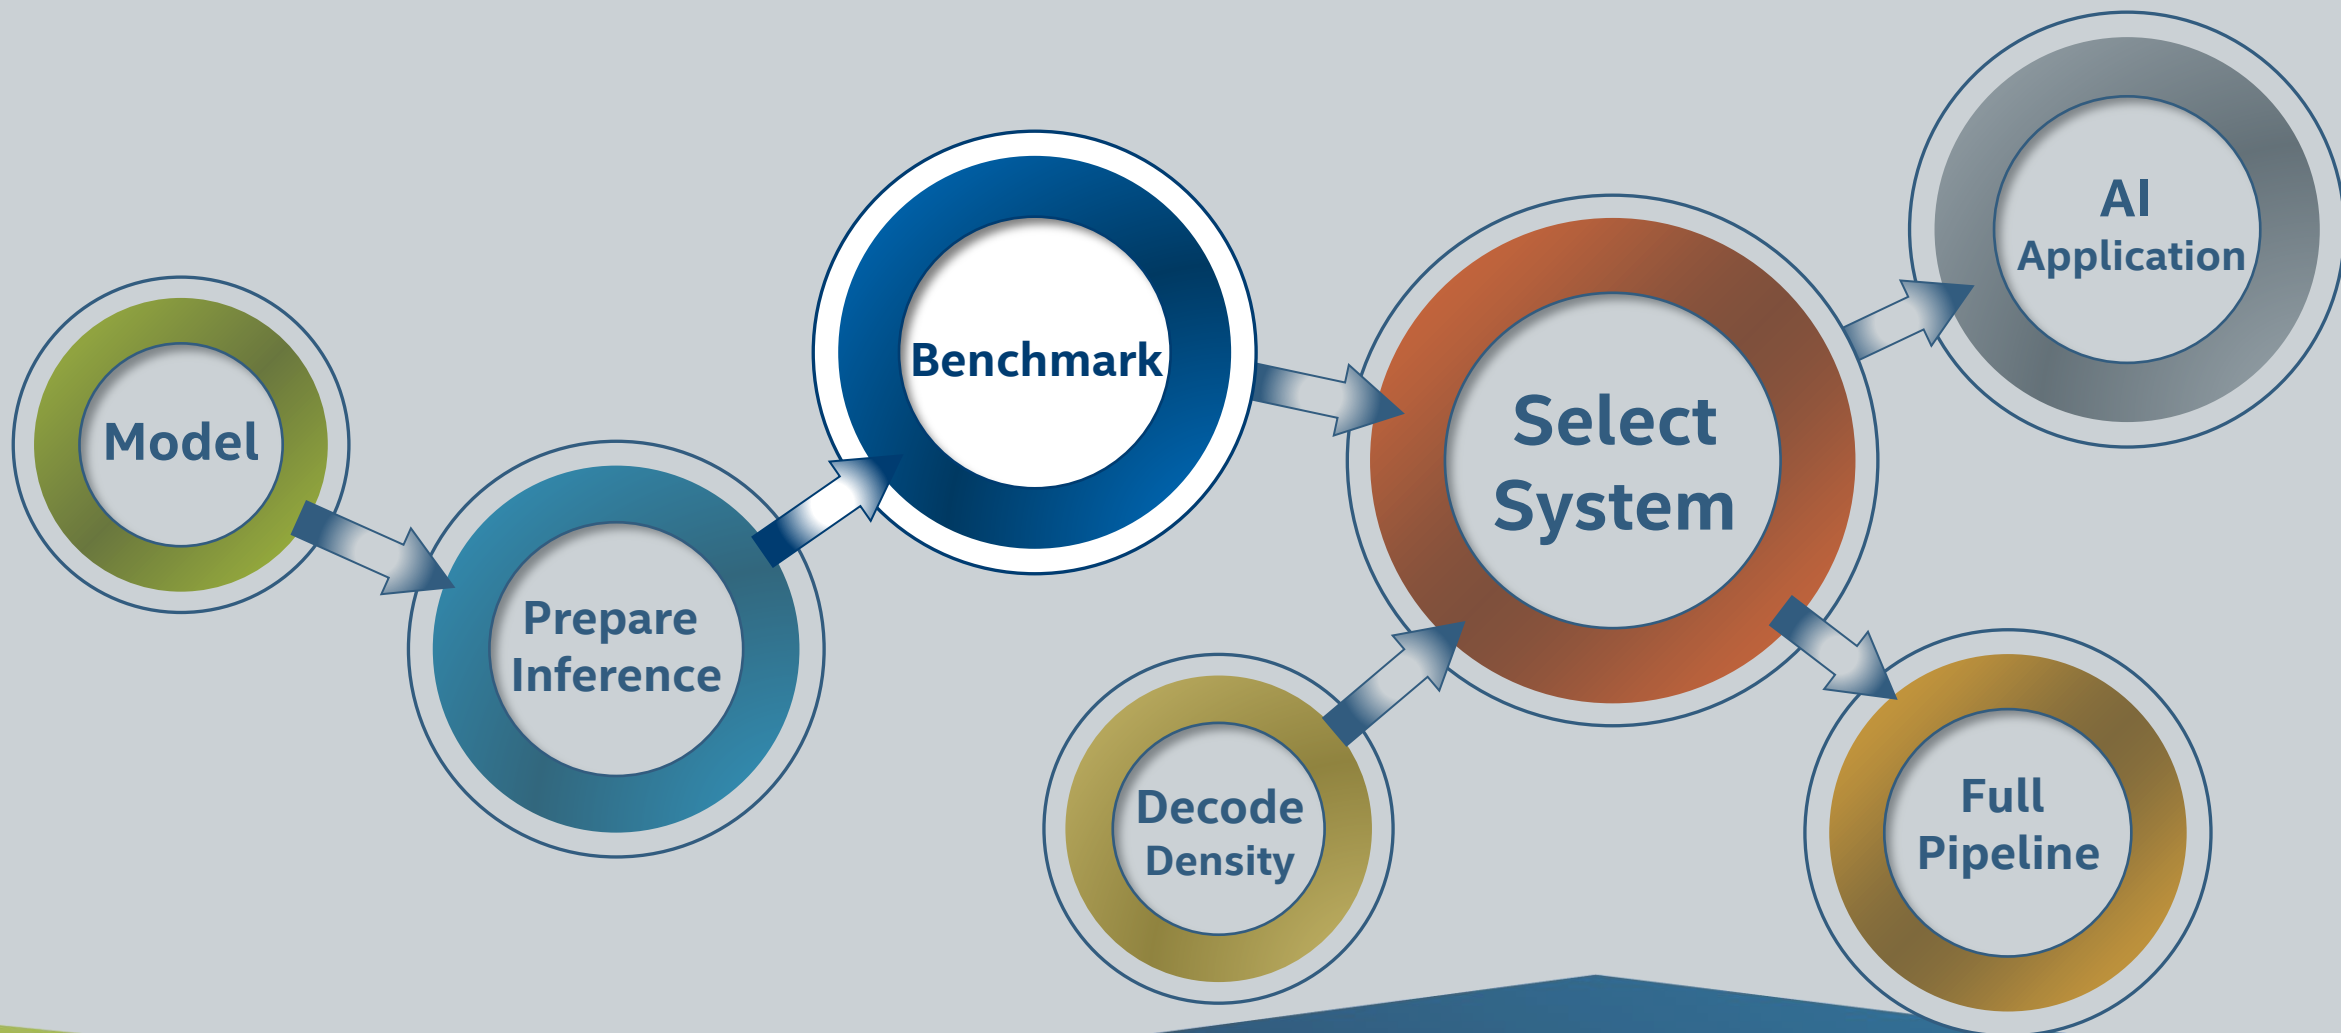 Model
Prepare
Inference
Benchmark
Decode
Density
Select
System
AI
Application
Full
Pipeline